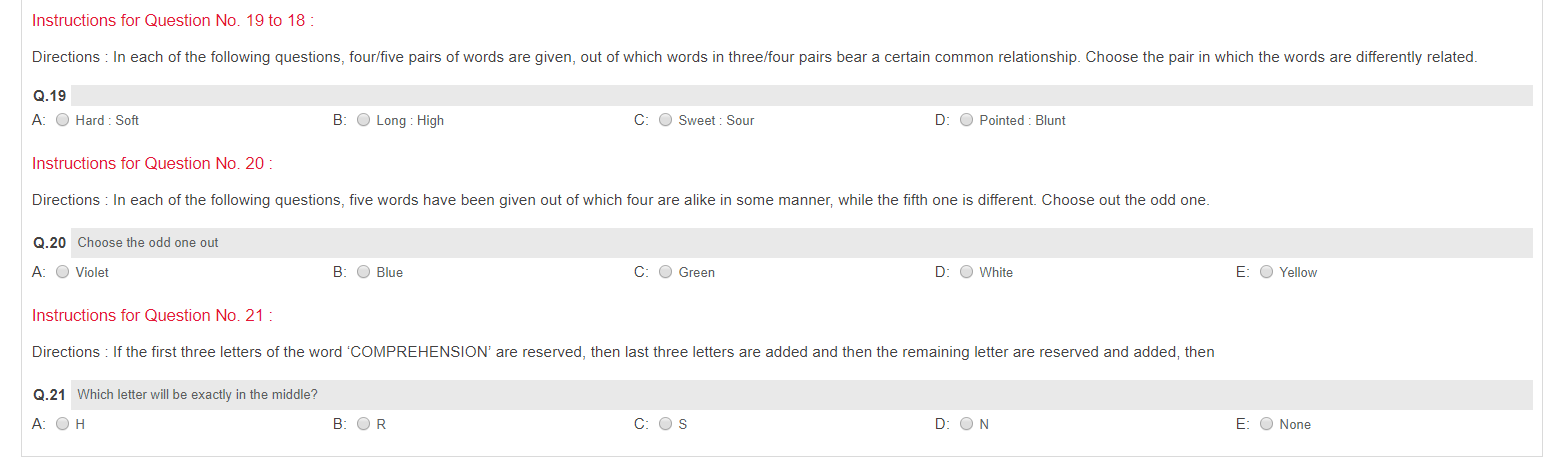 Instructions for Question No. 19 to 18 :
Directions : In each of the following questions, four/five pairs of words are given, out of which words in three/four pairs bear a certain common relationship. Choose the pair in which the words are differently related.
Q.19
A: Hard : Soft B: Long : High C: Sweet : Sour D: Pointed : Blunt
Instructions for Question No. 20 :
Directions : In each of the following questions, five words have been given out of which four are alike in some manner, while the fifth one is different. Choose out the odd one.
Q.20 Choose the odd one out
A: Violet B: Blue C: Green D: White E: Yellow
Instructions for Question No. 21 :
Directions : If the first three letters of the word ‘COMPREHENSION’ are reserved, then last three letters are added and then the remaining letter are reserved and added, then
Q.21 Which letter will be exactly in the middle?
A: H B: R C: S D: N E: None